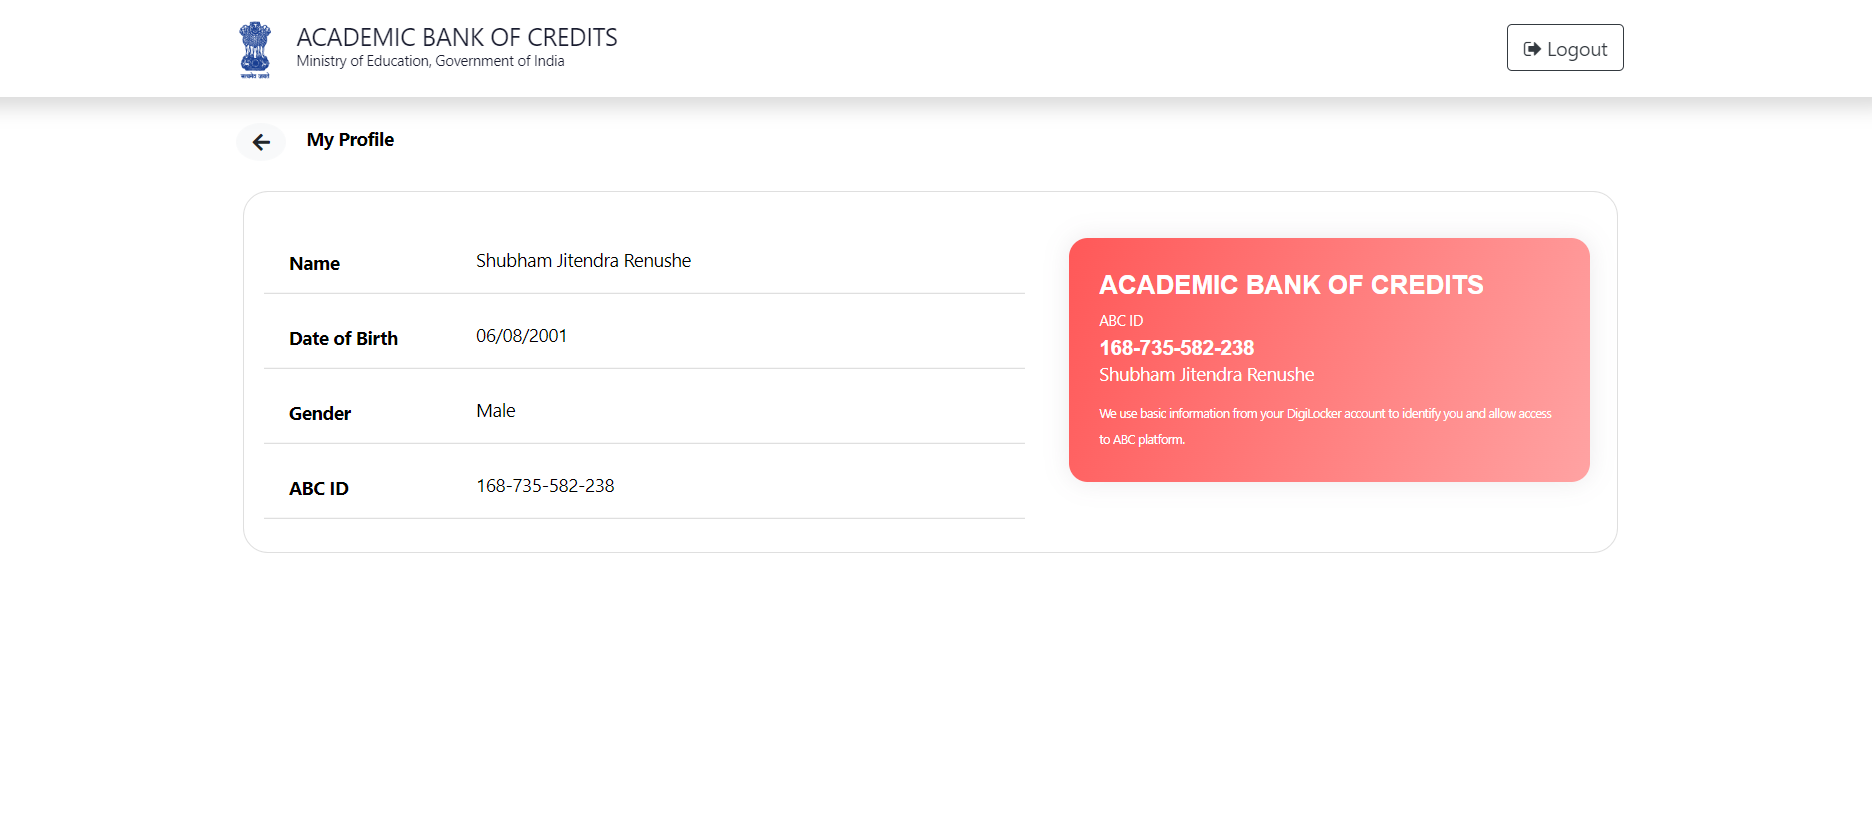 ACADEMIC BANK OF CREDITS
Ministry of Education, Government of India
सत्यमेव जयते
Logout
My Profile
Name Shubham Jitendra Renushe
Date of Birth 06/08/2001
Gender Male
ABC ID 168-735-582-238
ACADEMIC BANK OF CREDITS
ABC ID
168-735-582-238
Shubham Jitendra Renushe
We use basic information from your DigiLocker account to identify you and allow access
to ABC platform.